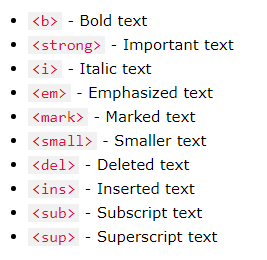 <b> - Bold text
<strong> - Important text
<i> - Italic text
<em> - Emphasized text
<mark> - Marked text
<small> - Smaller text
<del> - Deleted text
<ins> - Inserted text
<sub> - Subscript text
<sup> - Superscript text